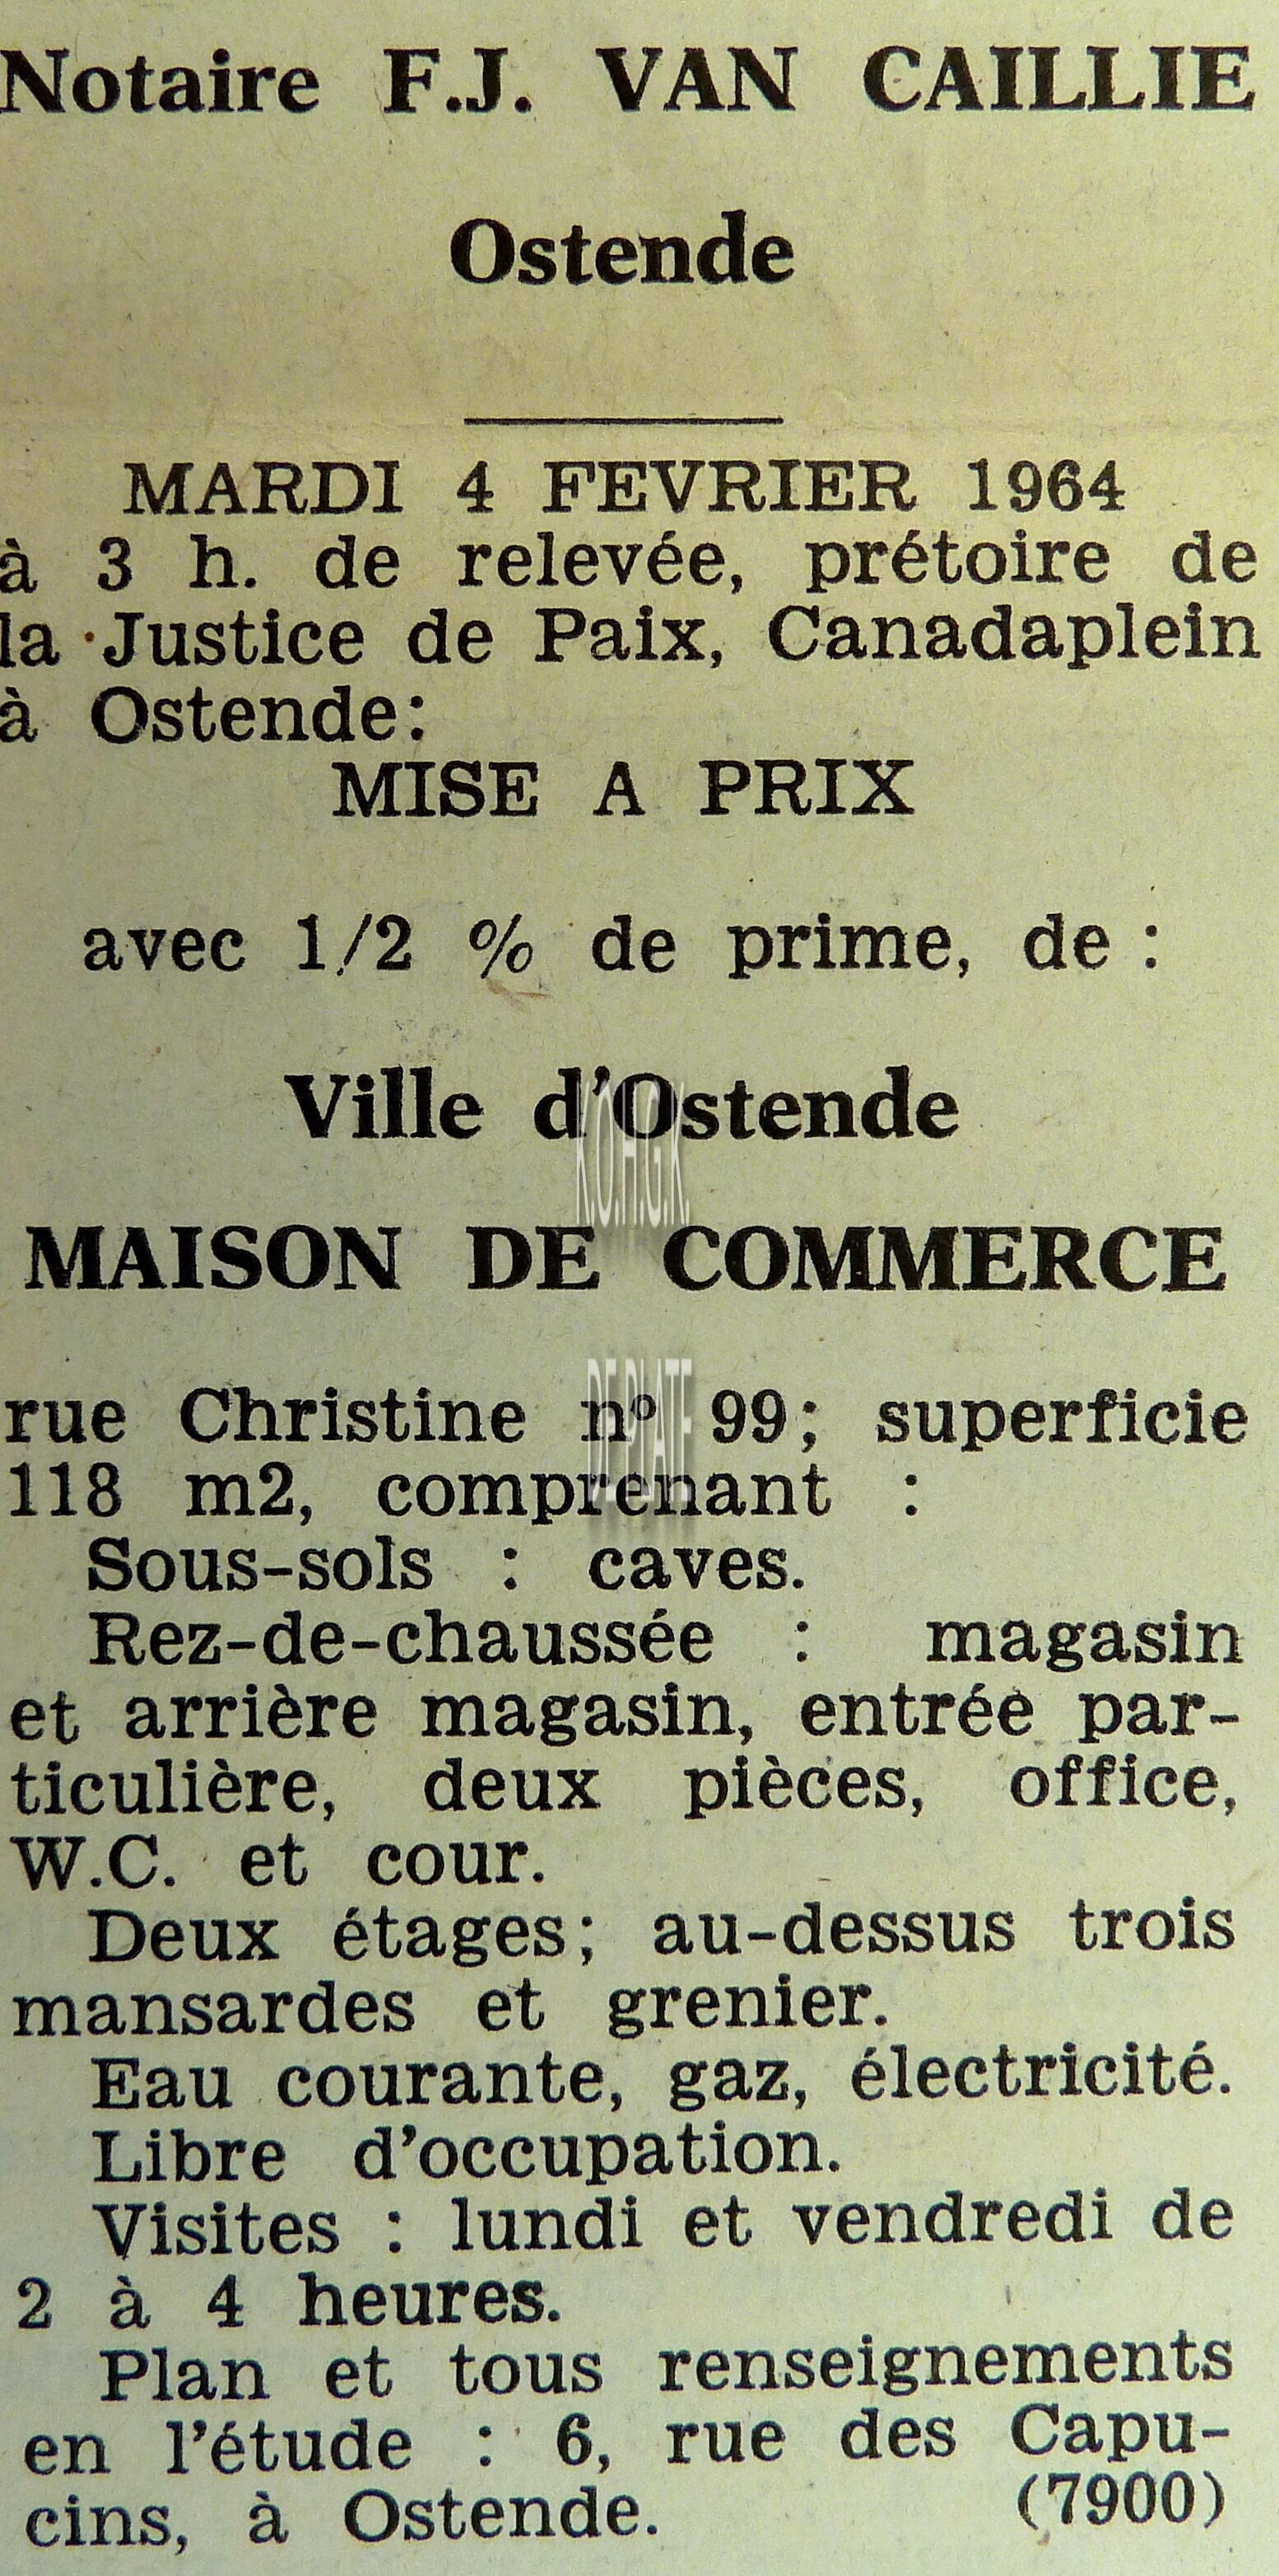 Notaire F.J. VAN CAILLIE
Ostende
MARDI 4 FEVRIER 1964
à 3 h. de relevée, prétoire de
la Justice de Paix, Canadaplein
à Ostende:
MISE A PRIX
avec 1/2 % de prime, de :
Ville d'Ostende
K.O.H.G.K.
MAISON DE COMMERCE
DE PLATE
rue Christine nº 99; superficie
118 m2, comprenant :
Sous-sols : caves.
Rez-de-chaussée : magasin
et arrière magasin, entrée par-
ticulière, deux pièces, office,
W.C. et cour.
Deux étages; au-dessus trois
mansardes et grenier.
Eau courante, gaz, électricité.
Libre d'occupation.
Visites : lundi et vendredi de
2 à 4 heures.
Plan et tous renseignements
en l'étude : 6, rue des Capu-
cins, à Ostende. (7900)